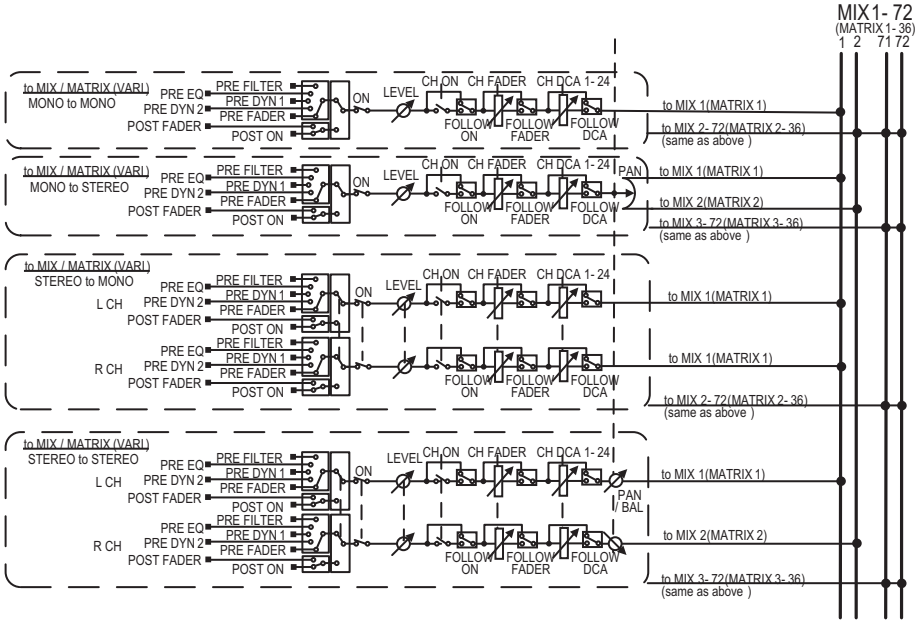 MIX1- 72
(MATRIX 1- 36)
1 2 71 72
to MIX / MATRIX (VARI.)
MONO to MONO
PRE FILTER
PRE EQ
PRE DYN 1
PRE DYN 2
PRE FADER
POST FADER
POST ON
ON
LEVEL
CH ON
CH FADER
CH DCA 1- 24
FOLLOW
ON
FOLLOW
FADER
FOLLOW
DCA
to MIX 1(MATRIX 1)
to MIX 2- 72(MATRIX 2- 36)
(same as above )
to MIX / MATRIX (VARI.)
MONO to STEREO
PRE FILTER
PRE EQ
PRE DYN 1
PRE DYN 2
PRE FADER
POST FADER
POST ON
ON
LEVEL
CH ON
CH FADER
CH DCA 1- 24
FOLLOW
ON
FOLLOW
FADER
FOLLOW
DCA
PAN
to MIX 1(MATRIX 1)
to MIX 2(MATRIX 2)
to MIX 3- 72(MATRIX 3- 36)
(same as above )
to MIX / MATRIX (VARI.)
STEREO to MONO
L CH
PRE FILTER
PRE EQ
PRE DYN 1
PRE DYN 2
PRE FADER
POST FADER
POST ON
ON
LEVEL
CH ON
CH FADER
CH DCA 1- 24
to MIX 1(MATRIX 1)
R CH
PRE FILTER
PRE EQ
PRE DYN 1
PRE DYN 2
PRE FADER
POST FADER
POST ON
FOLLOW
ON
FOLLOW
FADER
FOLLOW
DCA
to MIX 1(MATRIX 1)
to MIX 2- 72(MATRIX 2- 36)
(same as above )
to MIX / MATRIX (VARI.)
STEREO to STEREO
L CH
PRE FILTER
PRE EQ
PRE DYN 1
PRE DYN 2
PRE FADER
POST FADER
POST ON
ON
LEVEL
CH ON
CH FADER
CH DCA 1- 24
PAN
/ BAL
to MIX 1(MATRIX 1)
R CH
PRE FILTER
PRE EQ
PRE DYN 1
PRE DYN 2
PRE FADER
POST FADER
POST ON
FOLLOW
ON
FOLLOW
FADER
FOLLOW
DCA
to MIX 2(MATRIX 2)
to MIX 3- 72(MATRIX 3- 36)
(same as above )